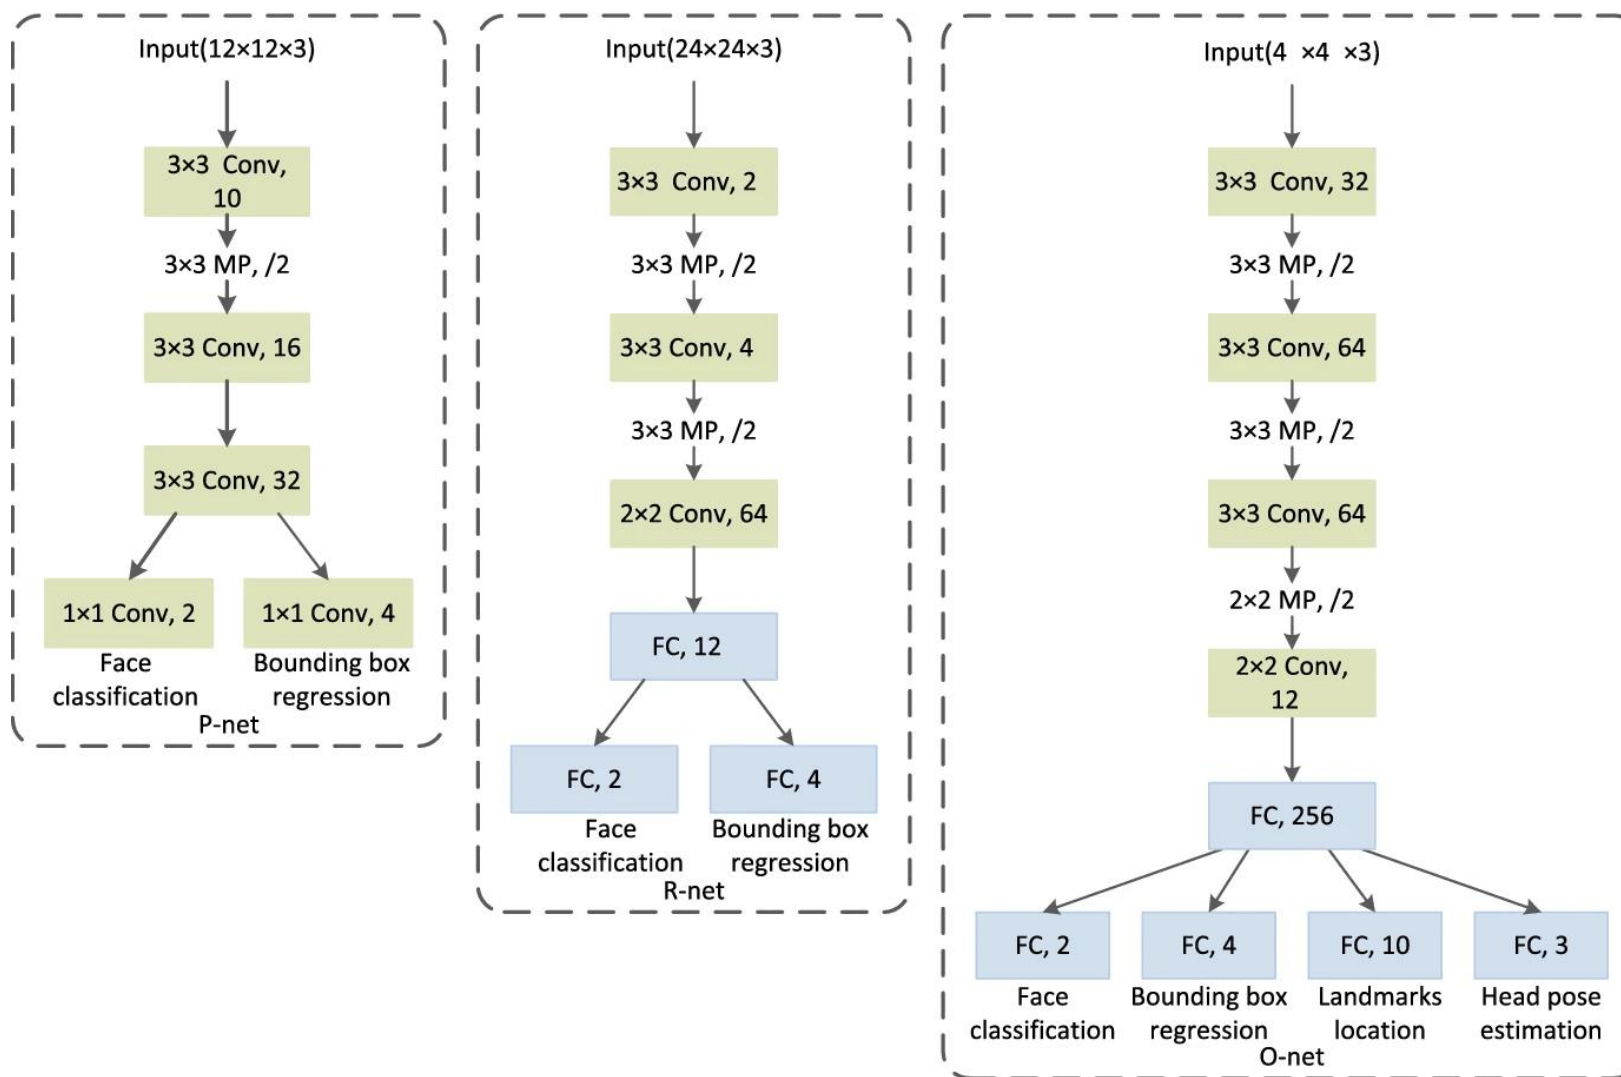 Input(12×12×3)
3×3 Conv,
10
3×3 MP, /2
3×3 Conv, 16
3×3 Conv, 32
1×1 Conv, 2
1×1 Conv, 4
Face
classification
Bounding box
regression
P-net
Input(24×24×3)
3×3 Conv, 2
3×3 MP, /2
3×3 Conv, 4
3×3 MP, /2
2×2 Conv, 64
FC, 12
FC, 2
FC, 4
Face
classification
Bounding box
regression
R-net
Input(4 ×4 ×3)
3×3 Conv, 32
3×3 MP, /2
3×3 Conv, 64
3×3 MP, /2
3×3 Conv, 64
2×2 MP, /2
2×2 Conv,
12
FC, 256
FC, 2
FC, 4
FC, 10
FC, 3
Face
classification
Bounding box
regression
Landmarks
location
Head pose
estimation
O-net